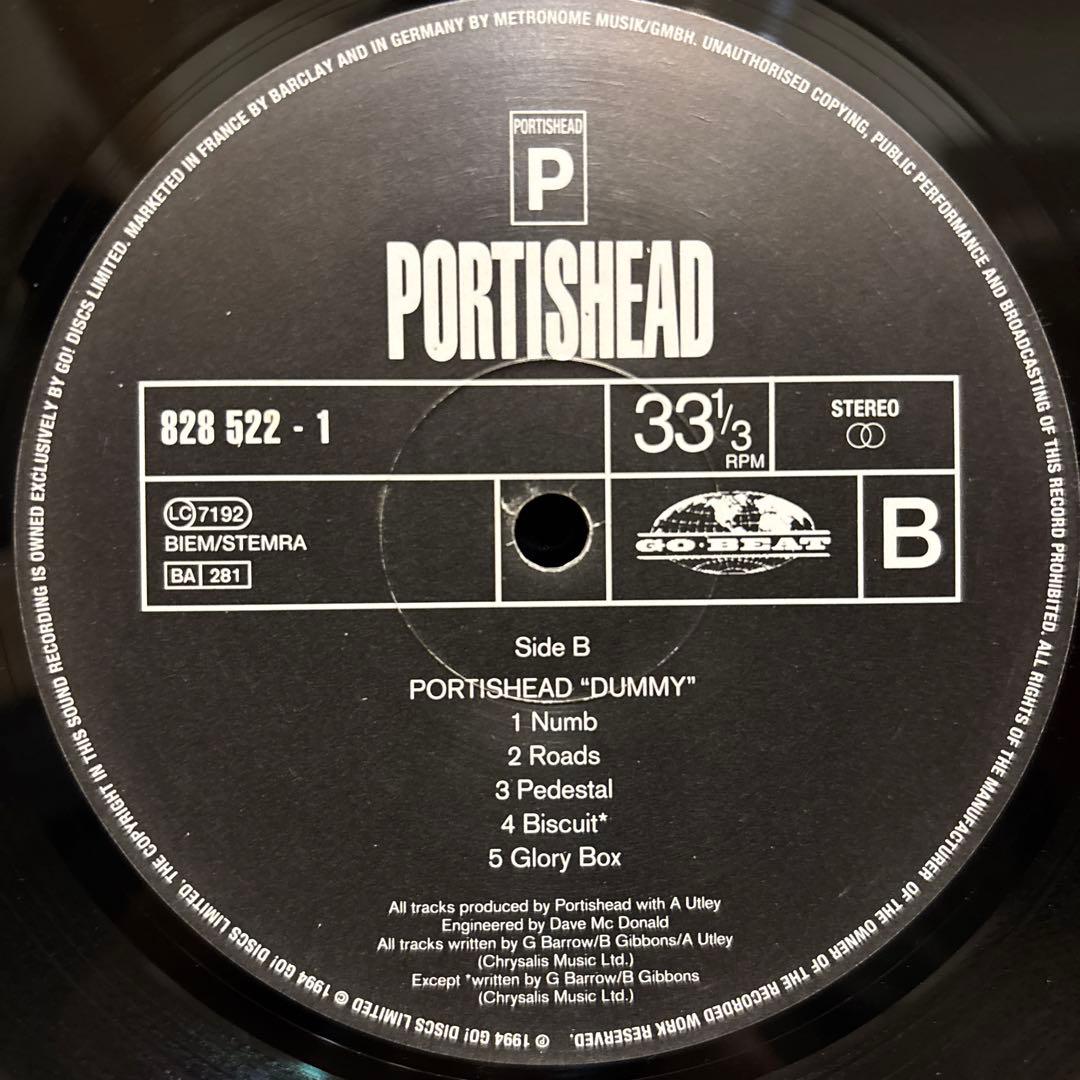 MARKETED IN FRANCE BY BARCLAY AND IN GERMANY BY METRONOME MUSIK/GMBH. UNAUTHORISED COPYING, PUBLIC PERFORMANCE AND BROADCASTING OF THIS RECORD PROHIBITED. ALL RIGHTS OF THE MANUFACTURER OF THE OWNER OF THE RECORDED WORK RESERVED.
℗ 1994 GO! DISCS LIMITED © 1994 GO! DISCS LIMITED. THE COPYRIGHT IN THIS SOUND RECORDING IS OWNED EXCLUSIVELY BY GO! DISCS LIMITED.
PORTISHEAD
P
PORTISHEAD
828 522 - 1
33 1/3
RPM
STEREO
LC 7192
BIEM/STEMRA
BA 281
GO·BEAT
B
Side B
PORTISHEAD “DUMMY”
1 Numb
2 Roads
3 Pedestal
4 Biscuit*
5 Glory Box
All tracks produced by Portishead with A Utley
Engineered by Dave Mc Donald
All tracks written by G Barrow/B Gibbons/A Utley
(Chrysalis Music Ltd.)
Except *written by G Barrow/B Gibbons
(Chrysalis Music Ltd.)